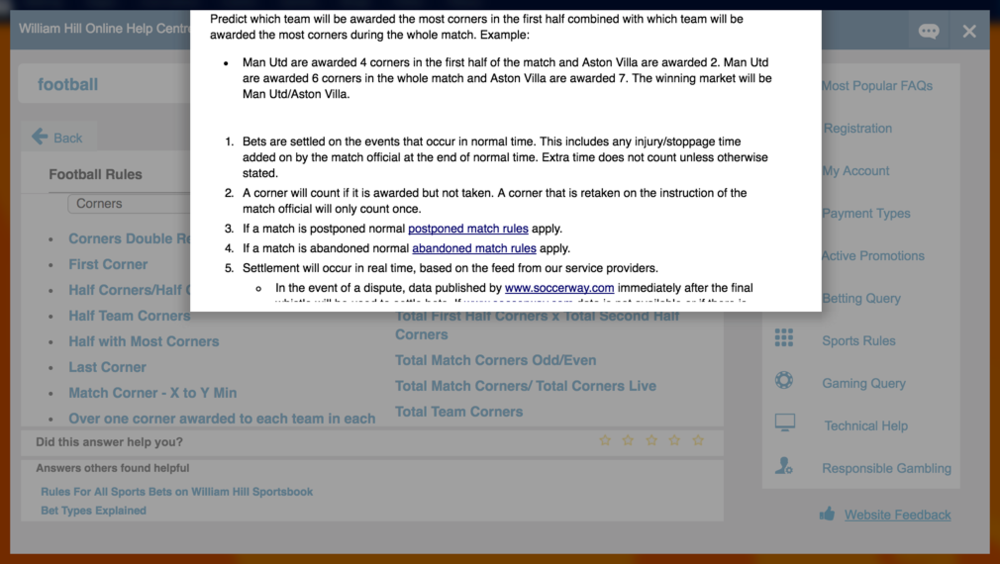 Predict which team will be awarded the most corners in the first half combined with which team will be
awarded the most corners during the whole match. Example:
Man Utd are awarded 4 corners in the first half of the match and Aston Villa are awarded 2. Man Utd
are awarded 6 corners in the whole match and Aston Villa are awarded 7. The winning market will be
Man Utd/Aston Villa.
1. Bets are settled on the events that occur in normal time. This includes any injury/stoppage time
added on by the match official at the end of normal time. Extra time does not count unless otherwise
stated.
2. A corner will count if it is awarded but not taken. A corner that is retaken on the instruction of the
match official will only count once.
3. If a match is postponed normal postponed match rules apply.
4. If a match is abandoned normal abandoned match rules apply.
5. Settlement will occur in real time, based on the feed from our service providers.
In the event of a dispute, data published by www.soccerway.com immediately after the final
William Hill Online Help Centre
football
Back
Football Rules
Corners
Corners Double
First Corner
Half Corners/Half
Half Team Corners
Half with Most Corners
Last Corner
Match Corner - X to Y Min
Over one corner awarded to each team in each
Total First Half Corners x Total Second Half
Corners
Total Match Corners Odd/Even
Total Match Corners/ Total Corners Live
Total Team Corners
Did this answer help you?
Answers others found helpful
Rules For All Sports Bets on William Hill Sportsbook
Bet Types Explained
Most Popular FAQs
Registration
My Account
Payment Types
Active Promotions
Betting Query
Sports Rules
Gaming Query
Technical Help
Responsible Gambling
Website Feedback